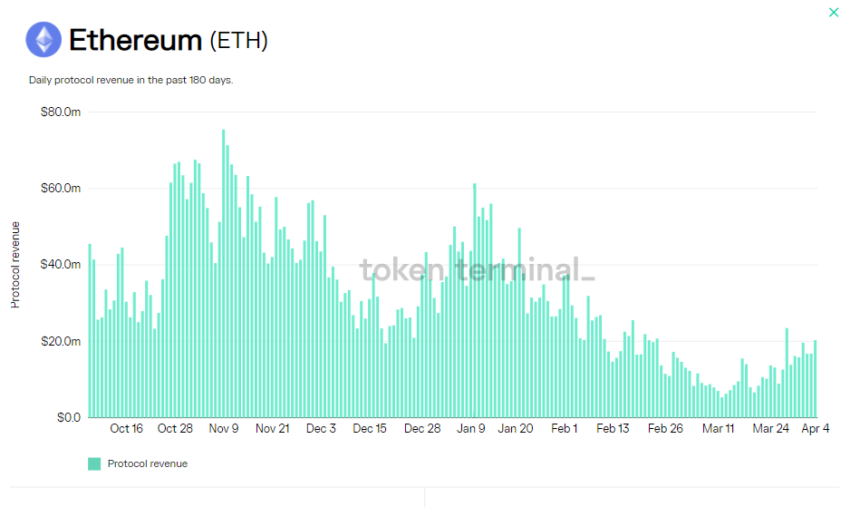 Ethereum (ETH)
Daily protocol revenue in the past 180 days.
$80.0m
$60.0m
$40.0m
$20.0m
$0.0
Protocol revenue
token terminal_
Oct 16 Oct 28 Nov 9 Nov 21 Dec 3 Dec 15 Dec 28 Jan 9 Jan 20 Feb 1 Feb 13 Feb 26 Mar 11 Mar 24 Apr 4
Protocol revenue